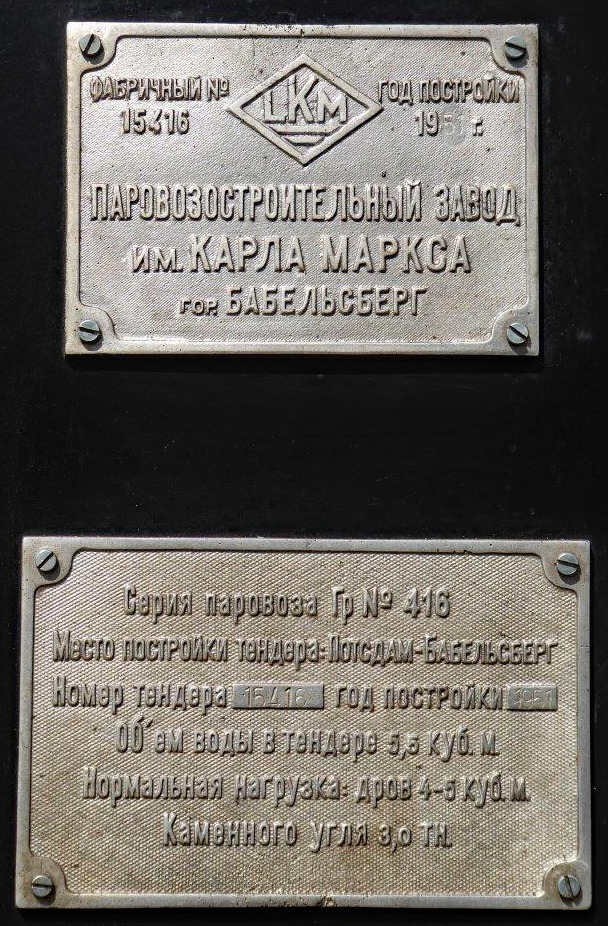 ФАБРИЧНЫЙ № LKM ГОД ПОСТРОЙКИ
15416 1951 г.
ПАРОВОЗОСТРОИТЕЛЬНЫЙ ЗАВОД
ИМ. КАРЛА МАРКСА
ГОР. БАБЕЛЬСБЕРГ
Серия паровоза Гр № 416
Место постройки тендера-Потсдам-БАБЕЛЬСБЕРГ
Номер тендера 15416 год постройки 1951
Об'ем воды в тендере 5,5 куб. м.
Нормальная нагрузка: дров 4-5 куб. м.
Каменного угля 3,0 тн.